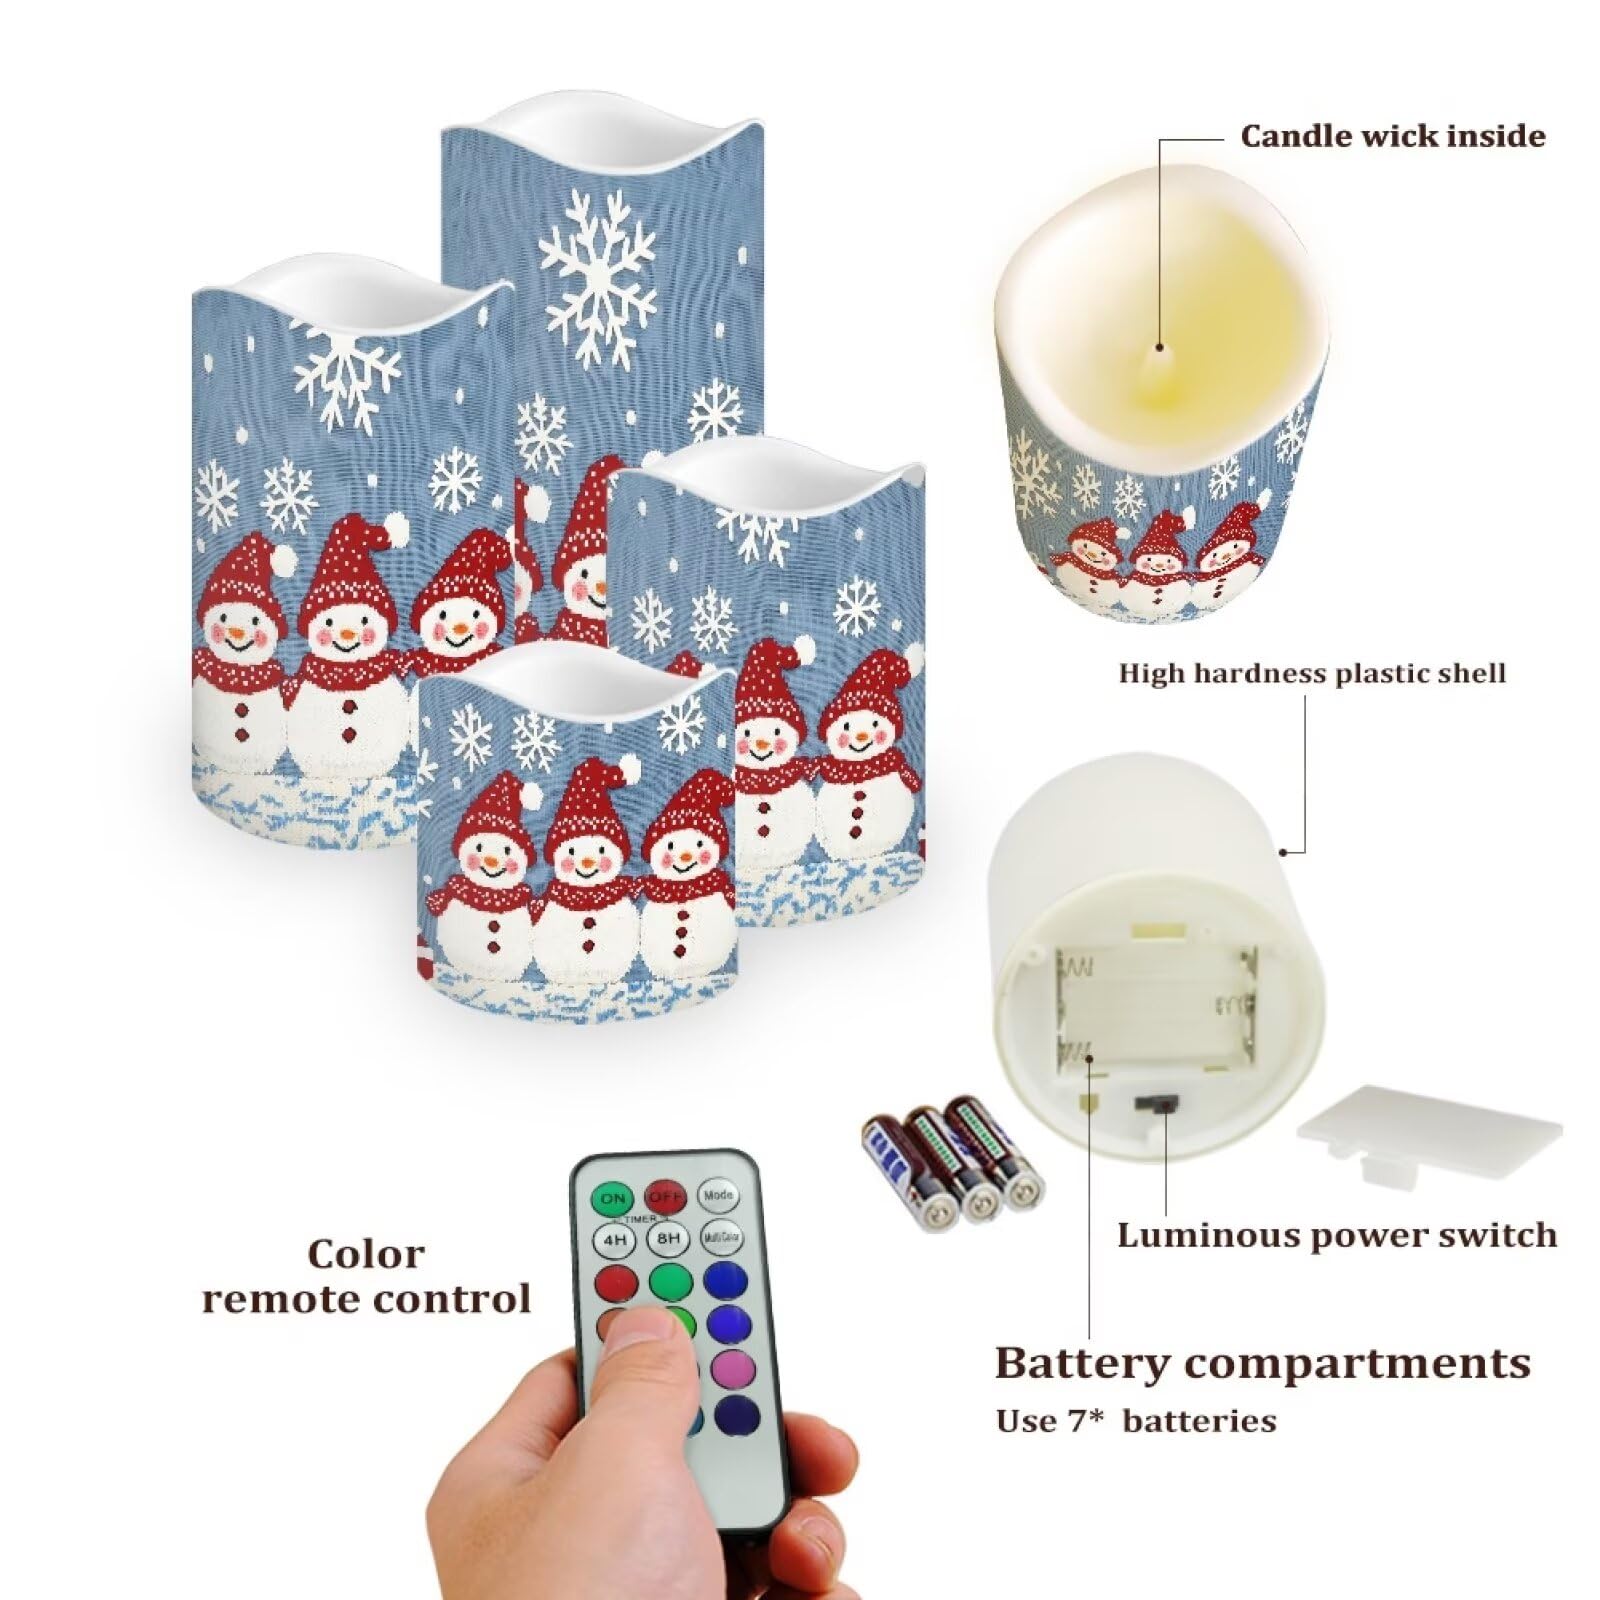 Candle wick inside
High hardness plastic shell
Luminous power switch
Battery compartments
Use 7* batteries
Color
remote control
ON OFF Mode
TIMER
4H 8H Multi Color